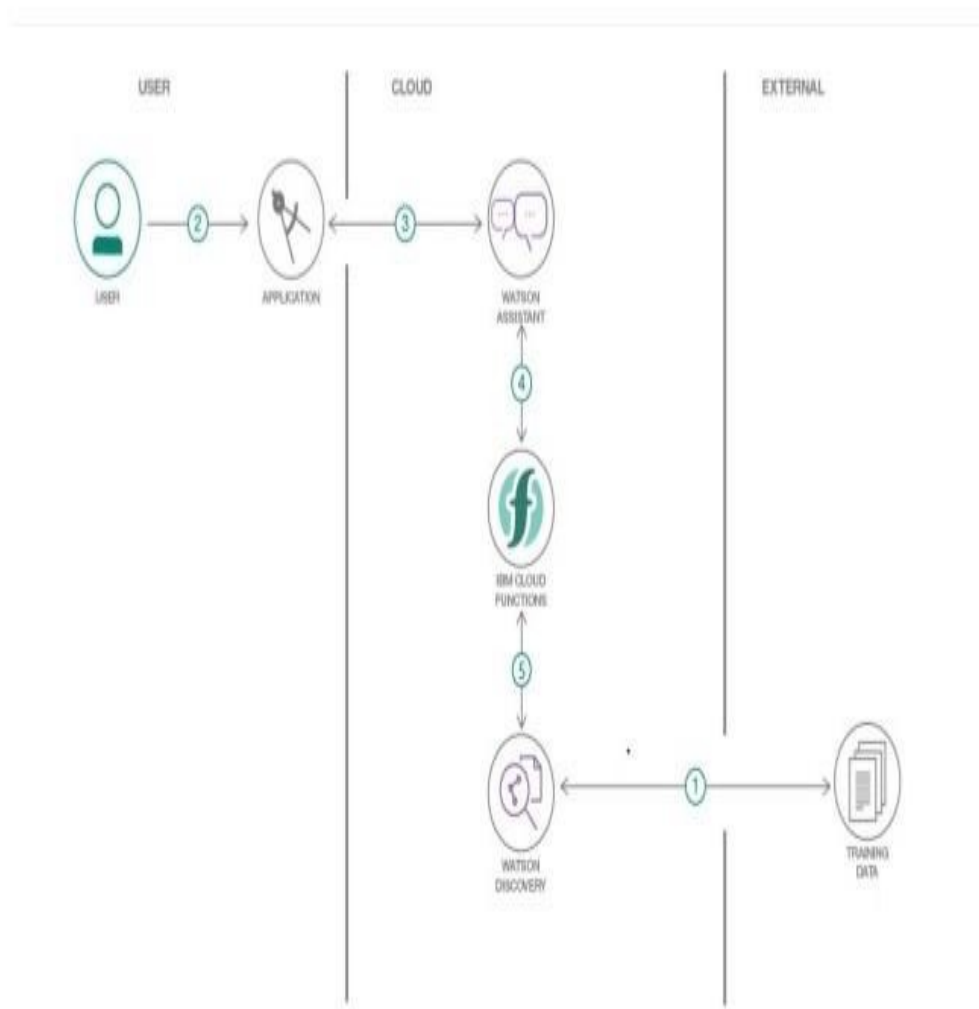 USER
CLOUD
EXTERNAL
2
3
USER
APPLICATION
WATSON
ASSISTANT
4
IBM CLOUD
FUNCTIONS
5
1
WATSON
DISCOVERY
TRAINING
DATA